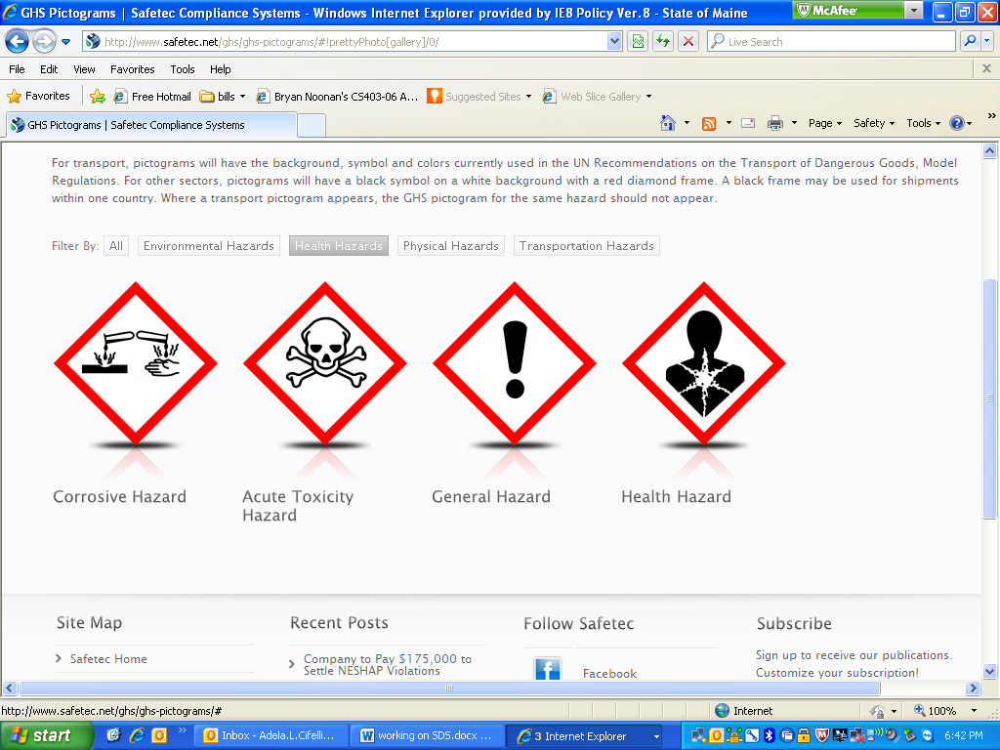 GHS Pictograms | Safetec Compliance Systems - Windows Internet Explorer provided by IE8 Policy Ver.8 - State of Maine
McAfee
http://www.safetec.net/ghs/ghs-pictograms/#!prettyPhoto[gallery]/0/
Live Search
File Edit View Favorites Tools Help
Favorites Free Hotmail bills Bryan Noonan's CS403-06 A... Suggested Sites Web Slice Gallery
GHS Pictograms | Safetec Compliance Systems
Page Safety Tools
For transport, pictograms will have the background, symbol and colors currently used in the UN Recommendations on the Transport of Dangerous Goods, Model
Regulations. For other sectors, pictograms will have a black symbol on a white background with a red diamond frame. A black frame may be used for shipments
within one country. Where a transport pictogram appears, the GHS pictogram for the same hazard should not appear.
Filter By: All Environmental Hazards Health Hazards Physical Hazards Transportation Hazards
Corrosive Hazard
Acute Toxicity
Hazard
General Hazard
Health Hazard
Site Map
Safetec Home
Recent Posts
Company to Pay $175,000 to
Settle NESHAP Violations
Follow Safetec
Facebook
Subscribe
Sign up to receive our publications.
Customize your subscription!
http://www.safetec.net/ghs/ghs-pictograms/#
Internet
100%
start
Inbox - Adela.L.Cifelli...
working on SDS.docx ...
3 Internet Explorer
6:42 PM